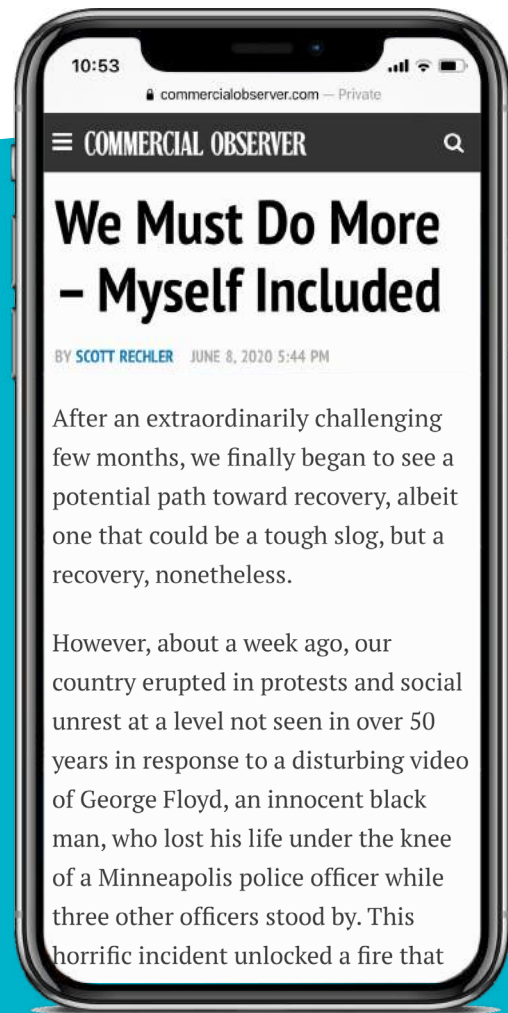 10:53
commercialobserver.com — Private
COMMERCIAL OBSERVER
We Must Do More
– Myself Included
BY SCOTT RECHLER JUNE 8, 2020 5:44 PM
After an extraordinarily challenging
few months, we finally began to see a
potential path toward recovery, albeit
one that could be a tough slog, but a
recovery, nonetheless.
However, about a week ago, our
country erupted in protests and social
unrest at a level not seen in over 50
years in response to a disturbing video
of George Floyd, an innocent black
man, who lost his life under the knee
of a Minneapolis police officer while
three other officers stood by. This
horrific incident unlocked a fire that